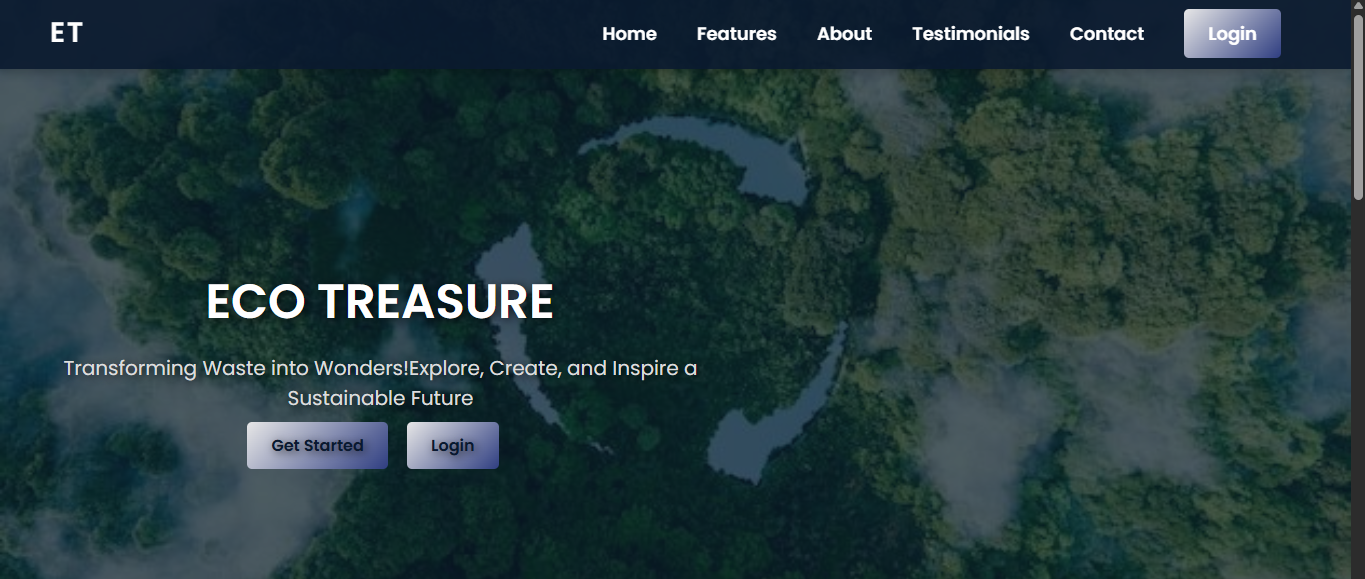 ET
Home Features About Testimonials Contact Login
ECO TREASURE
Transforming Waste into Wonders!Explore, Create, and Inspire a
Sustainable Future
Get Started Login